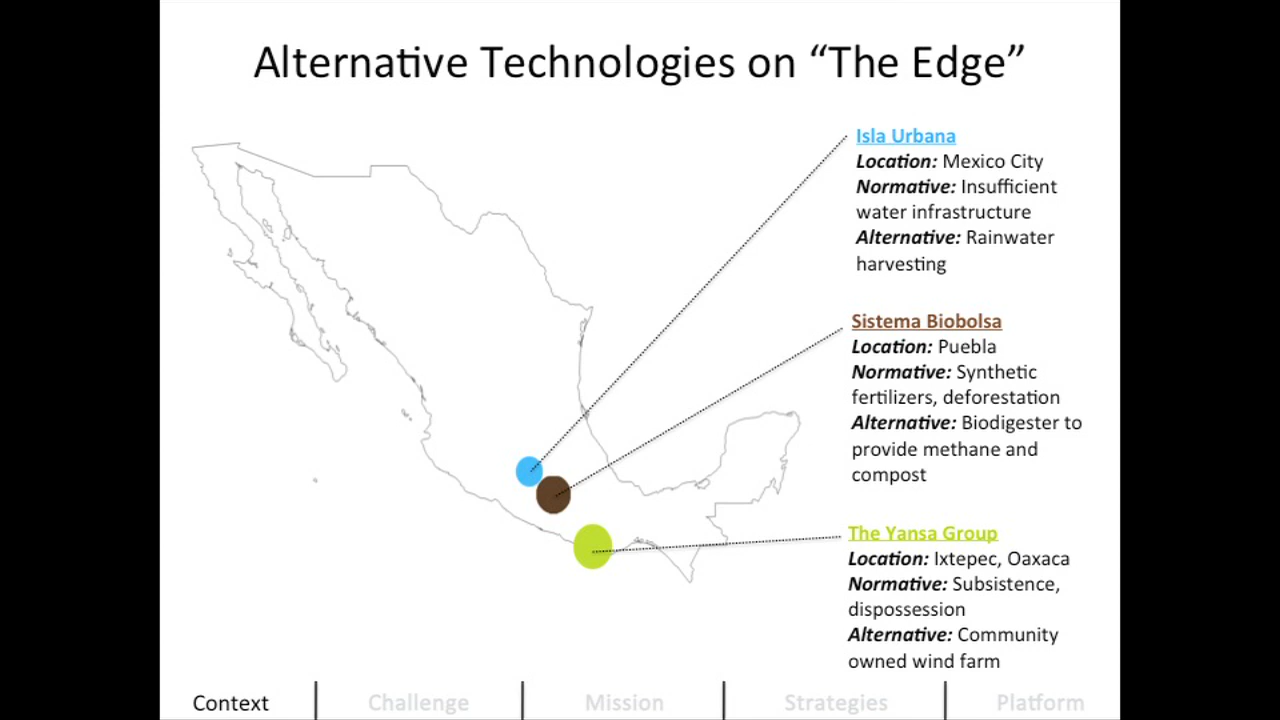 Alternative Technologies on “The Edge”
Isla Urbana
Location: Mexico City
Normative: Insufficient
water infrastructure
Alternative: Rainwater
harvesting
Sistema Biobolsa
Location: Puebla
Normative: Synthetic
fertilizers, deforestation
Alternative: Biodigester to
provide methane and
compost
The Yansa Group
Location: Ixtepec, Oaxaca
Normative: Subsistence,
dispossession
Alternative: Community
owned wind farm
Context
Challenge
Mission
Strategies
Platform